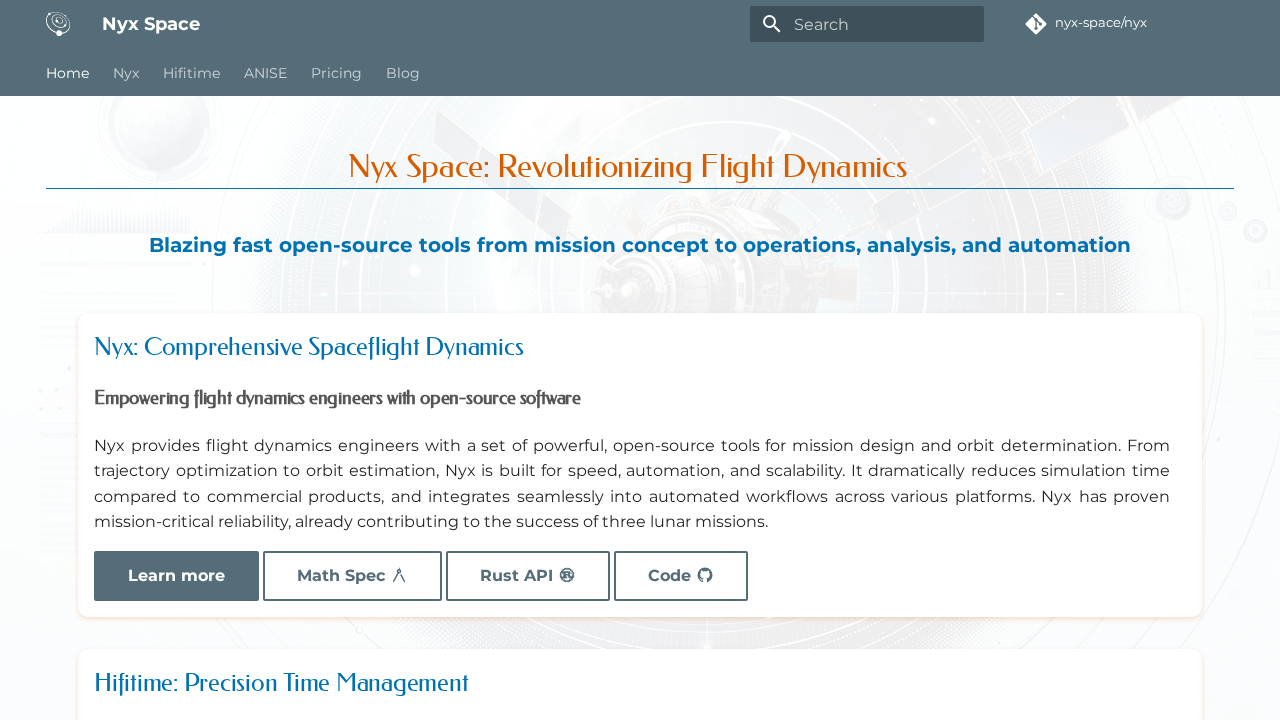 Nyx Space
Search
nyx-space/nyx
Home Nyx Hifitime ANISE Pricing Blog
Nyx Space: Revolutionizing Flight Dynamics
Blazing fast open-source tools from mission concept to operations, analysis, and automation
Nyx: Comprehensive Spaceflight Dynamics
Empowering flight dynamics engineers with open-source software
Nyx provides flight dynamics engineers with a set of powerful, open-source tools for mission design and orbit determination. From
trajectory optimization to orbit estimation, Nyx is built for speed, automation, and scalability. It dramatically reduces simulation time
compared to commercial products, and integrates seamlessly into automated workflows across various platforms. Nyx has proven
mission-critical reliability, already contributing to the success of three lunar missions.
Learn more Math Spec Rust API Code
Hifitime: Precision Time Management